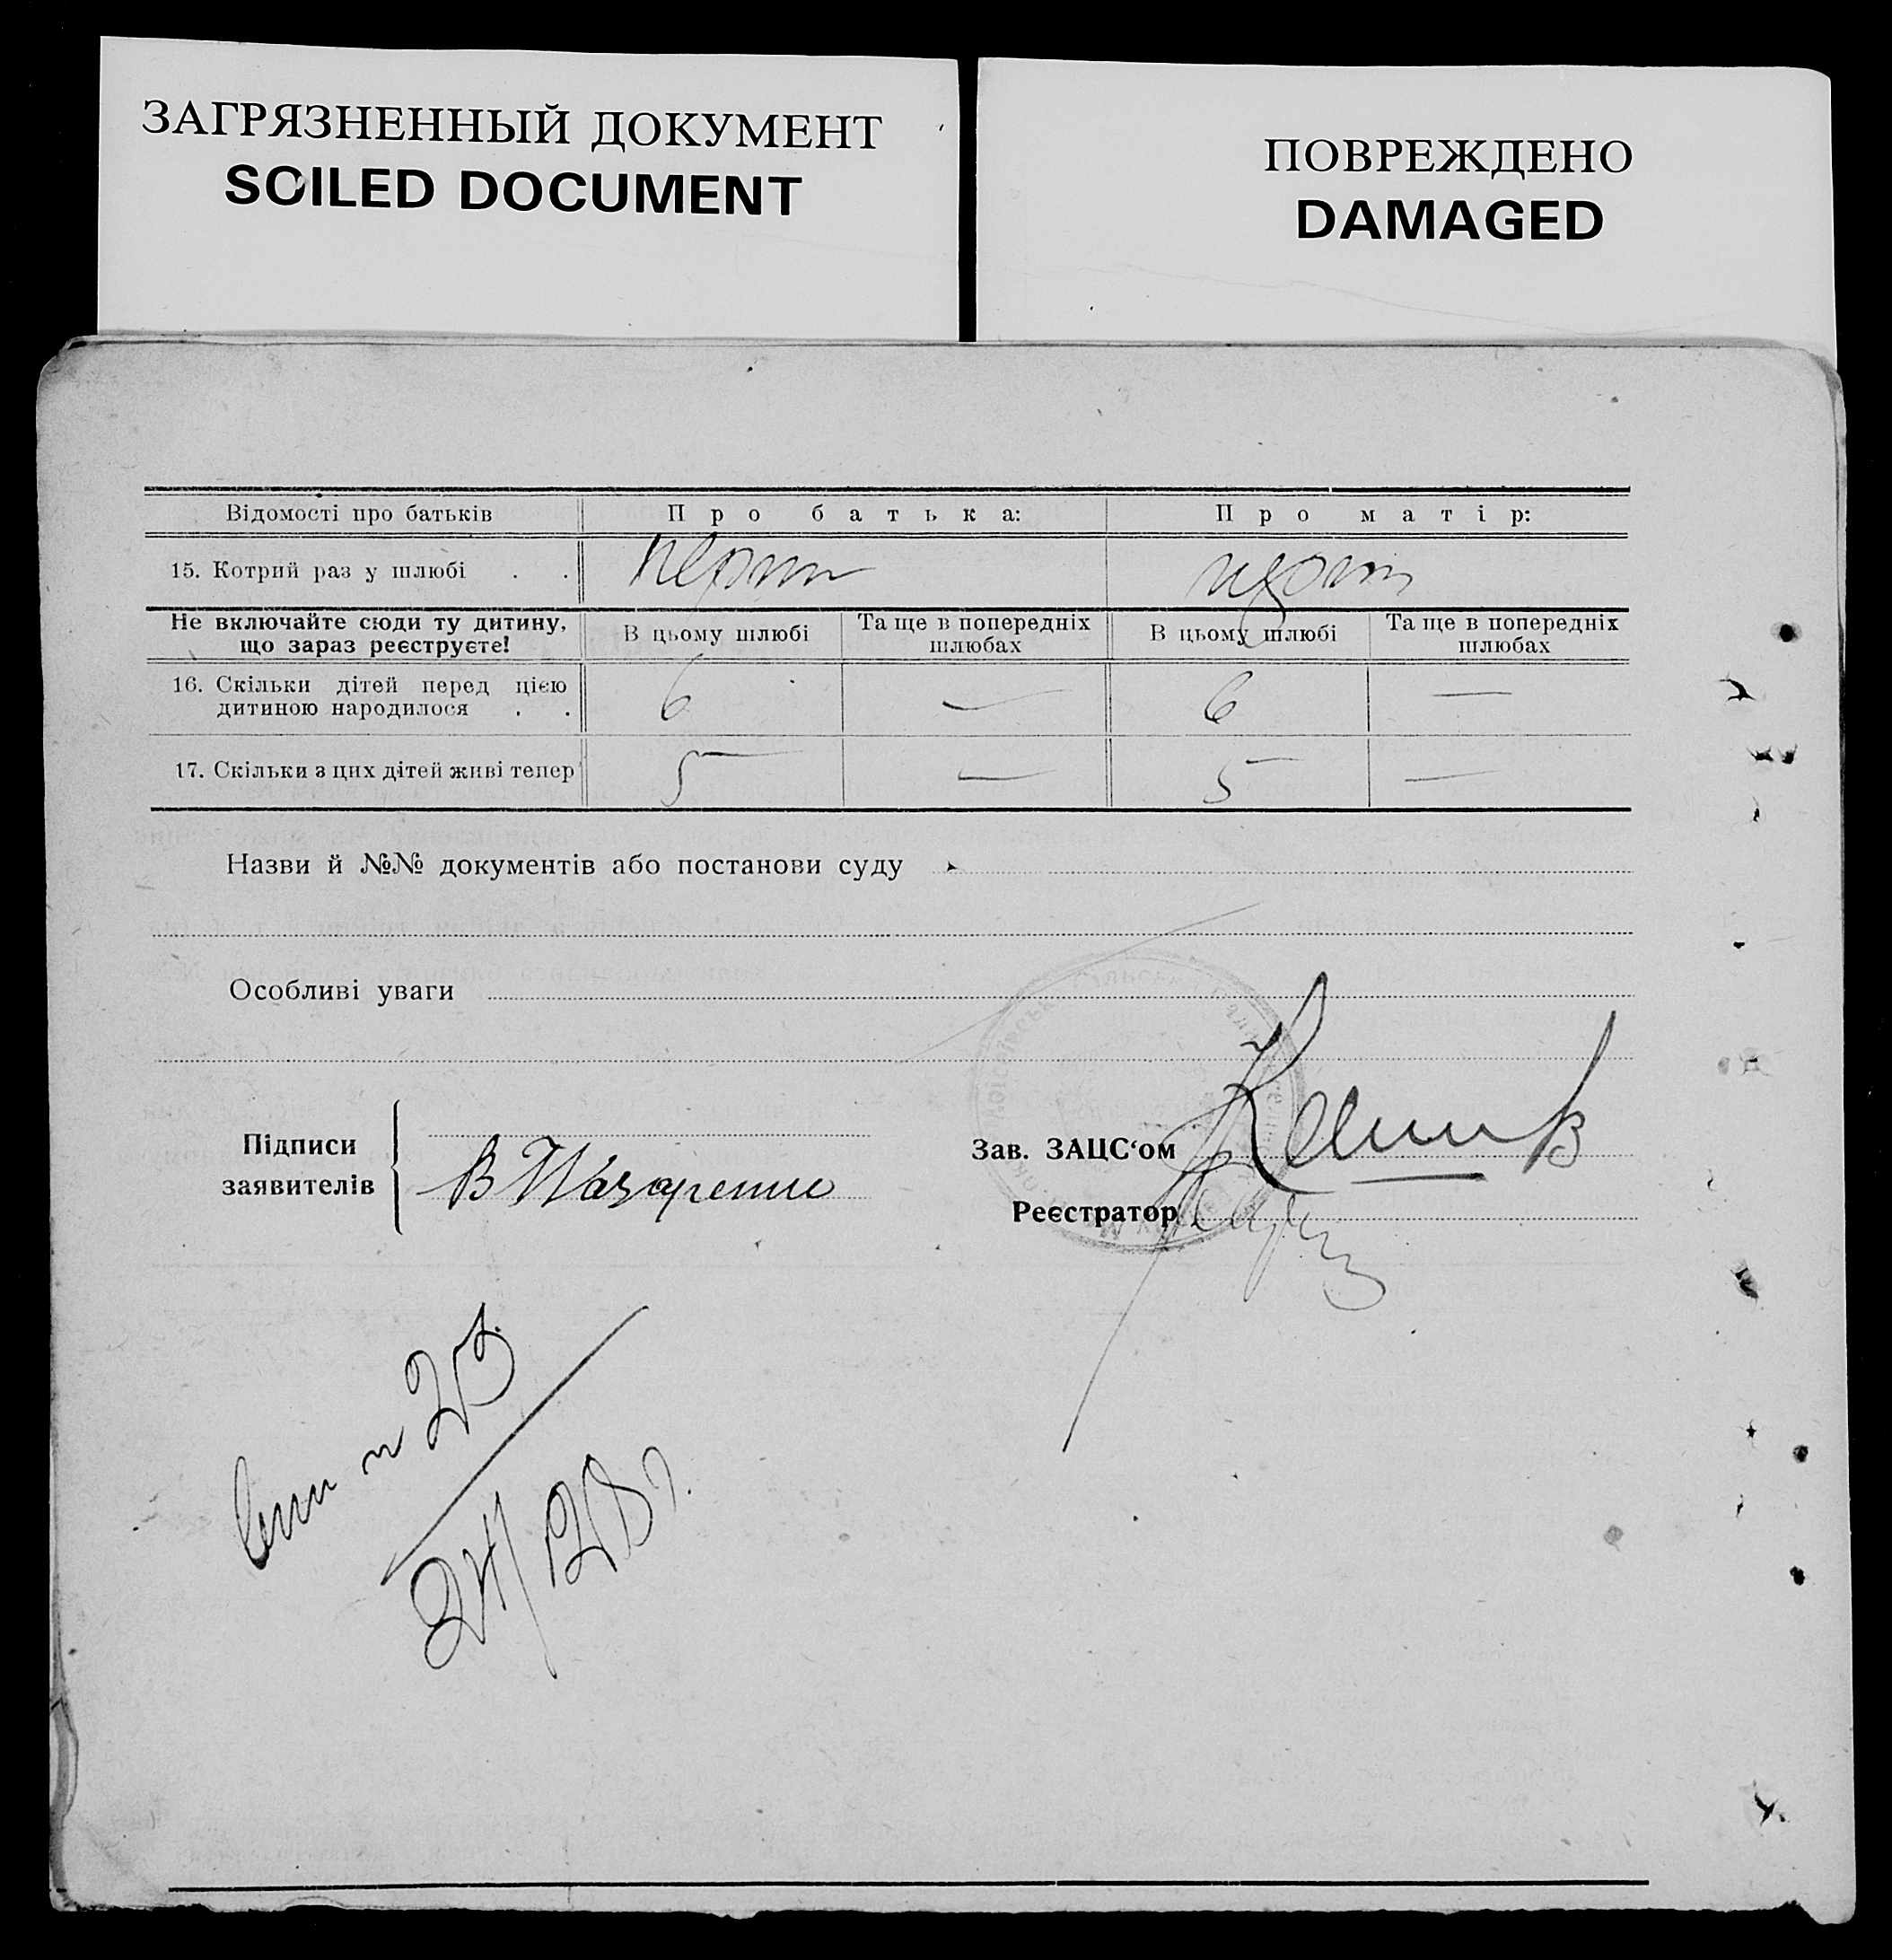 ЗАГРЯЗНЕННЫЙ ДОКУМЕНТ
SOILED DOCUMENT
ПОВРЕЖДЕНО
DAMAGED
Відомості про батьків Про батька: Про матір:
15. Котрий раз у шлюбі . .
Не включайте сюди ту дитину, що зараз реєструєте! В цьому шлюбі Та ще в попередніх шлюбах В цьому шлюбі Та ще в попередніх шлюбах
16. Скільки дітей перед цією дитиною народилося . . 6 — 6 —
17. Скільки з цих дітей живі тепер 5 — 5 —
Назви й №№ документів або постанови суду
Особливі уваги
Підписи заявителів
В Назаренко
Зав. ЗАЦС‘ом
Реєстратор